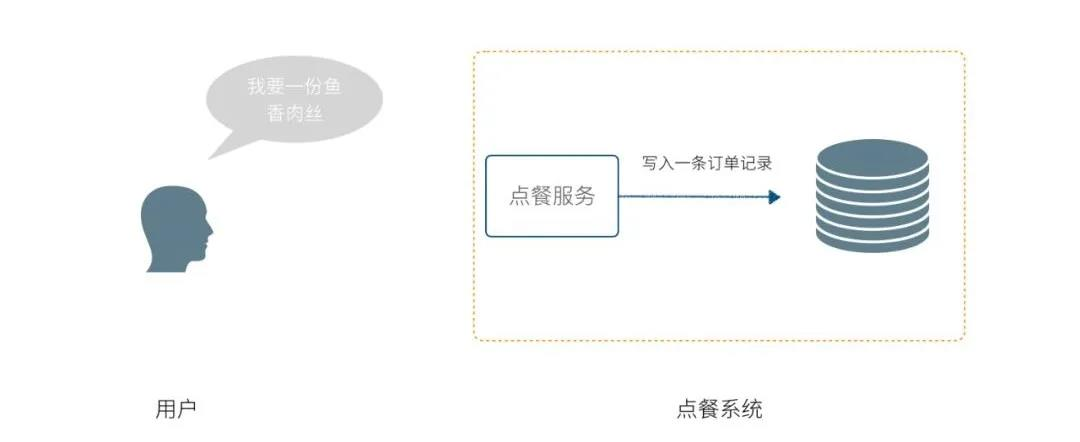 我要一份鱼
香肉丝
写入一条订单记录
点餐服务
用户
点餐系统